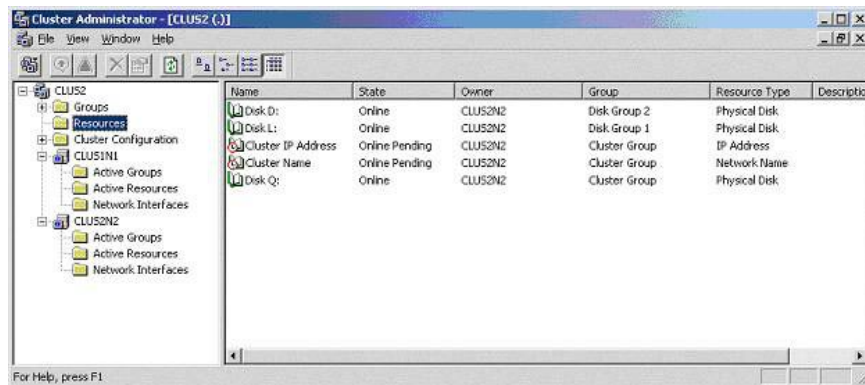 Cluster Administrator - [CLUS2 (.)]
File View Window Help
CLUS2
Groups
Resources
Cluster Configuration
CLUS1N1
Active Groups
Active Resources
Network Interfaces
CLUS2N2
Active Groups
Active Resources
Network Interfaces
Name State Owner Group Resource Type Descriptio
Disk D: Online CLUS2N2 Disk Group 2 Physical Disk
Disk L: Online CLUS2N2 Disk Group 1 Physical Disk
Cluster IP Address Online Pending CLUS2N2 Cluster Group IP Address
Cluster Name Online Pending CLUS2N2 Cluster Group Network Name
Disk Q: Online CLUS2N2 Cluster Group Physical Disk
For Help, press F1